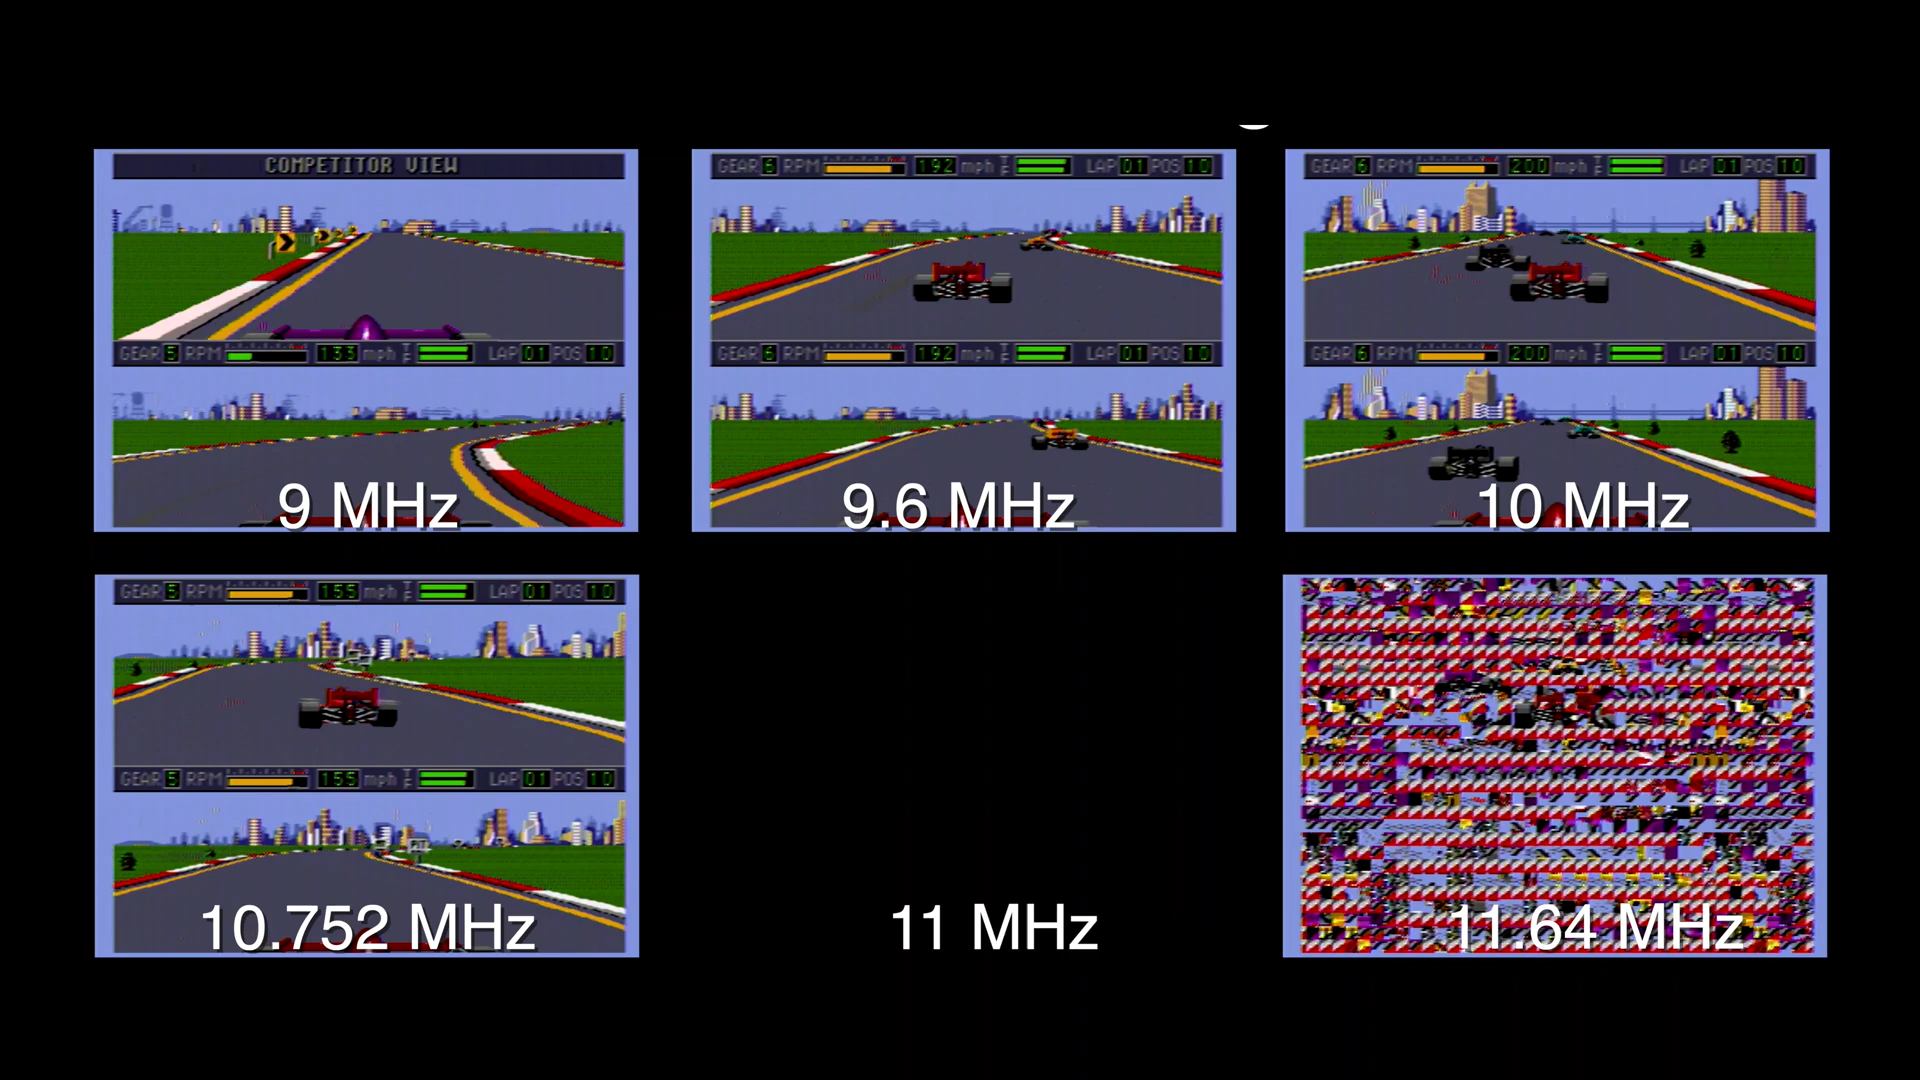 COMPETITOR VIEW
GEAR 5 RPM 133 mph T F LAP 01 POS 10
9 MHz
GEAR 6 RPM 192 mph T F LAP 01 POS 10
GEAR 6 RPM 192 mph T F LAP 01 POS 10
9.6 MHz
GEAR 6 RPM 200 mph T F LAP 01 POS 10
GEAR 6 RPM 200 mph T F LAP 01 POS 10
10 MHz
GEAR 5 RPM 155 mph T F LAP 01 POS 10
GEAR 5 RPM 155 mph T F LAP 01 POS 10
10.752 MHz
11 MHz
11.64 MHz